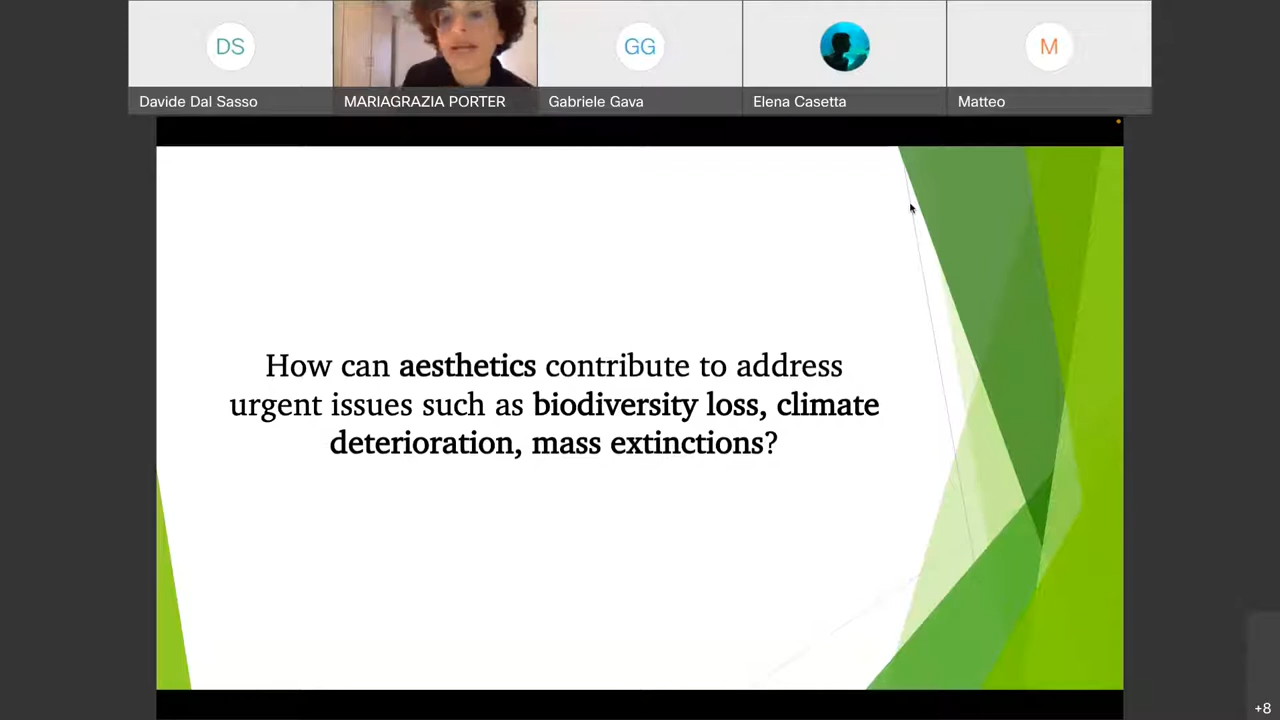 DS
GG
M
Davide Dal Sasso
MARIAGRAZIA PORTER
Gabriele Gava
Elena Casetta
Matteo
How can aesthetics contribute to address
urgent issues such as biodiversity loss, climate
deterioration, mass extinctions?
+8